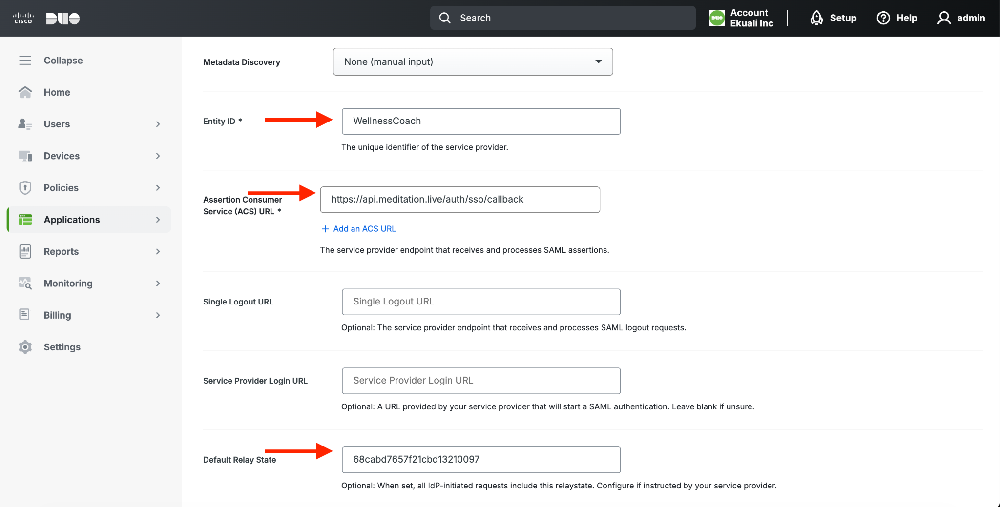 CISCO DUO
Search
Account
Ekuali Inc
Setup
Help
admin
Collapse
Home
Users
Devices
Policies
Applications
Reports
Monitoring
Billing
Settings
Metadata Discovery
None (manual input)
Entity ID *
WellnessCoach
The unique identifier of the service provider.
Assertion Consumer
Service (ACS) URL *
https://api.meditation.live/auth/sso/callback
+ Add an ACS URL
The service provider endpoint that receives and processes SAML assertions.
Single Logout URL
Single Logout URL
Optional: The service provider endpoint that receives and processes SAML logout requests.
Service Provider Login URL
Service Provider Login URL
Optional: A URL provided by your service provider that will start a SAML authentication. Leave blank if unsure.
Default Relay State
68cabd7657f21cbd13210097
Optional: When set, all IdP-initiated requests include this relaystate. Configure if instructed by your service provider.